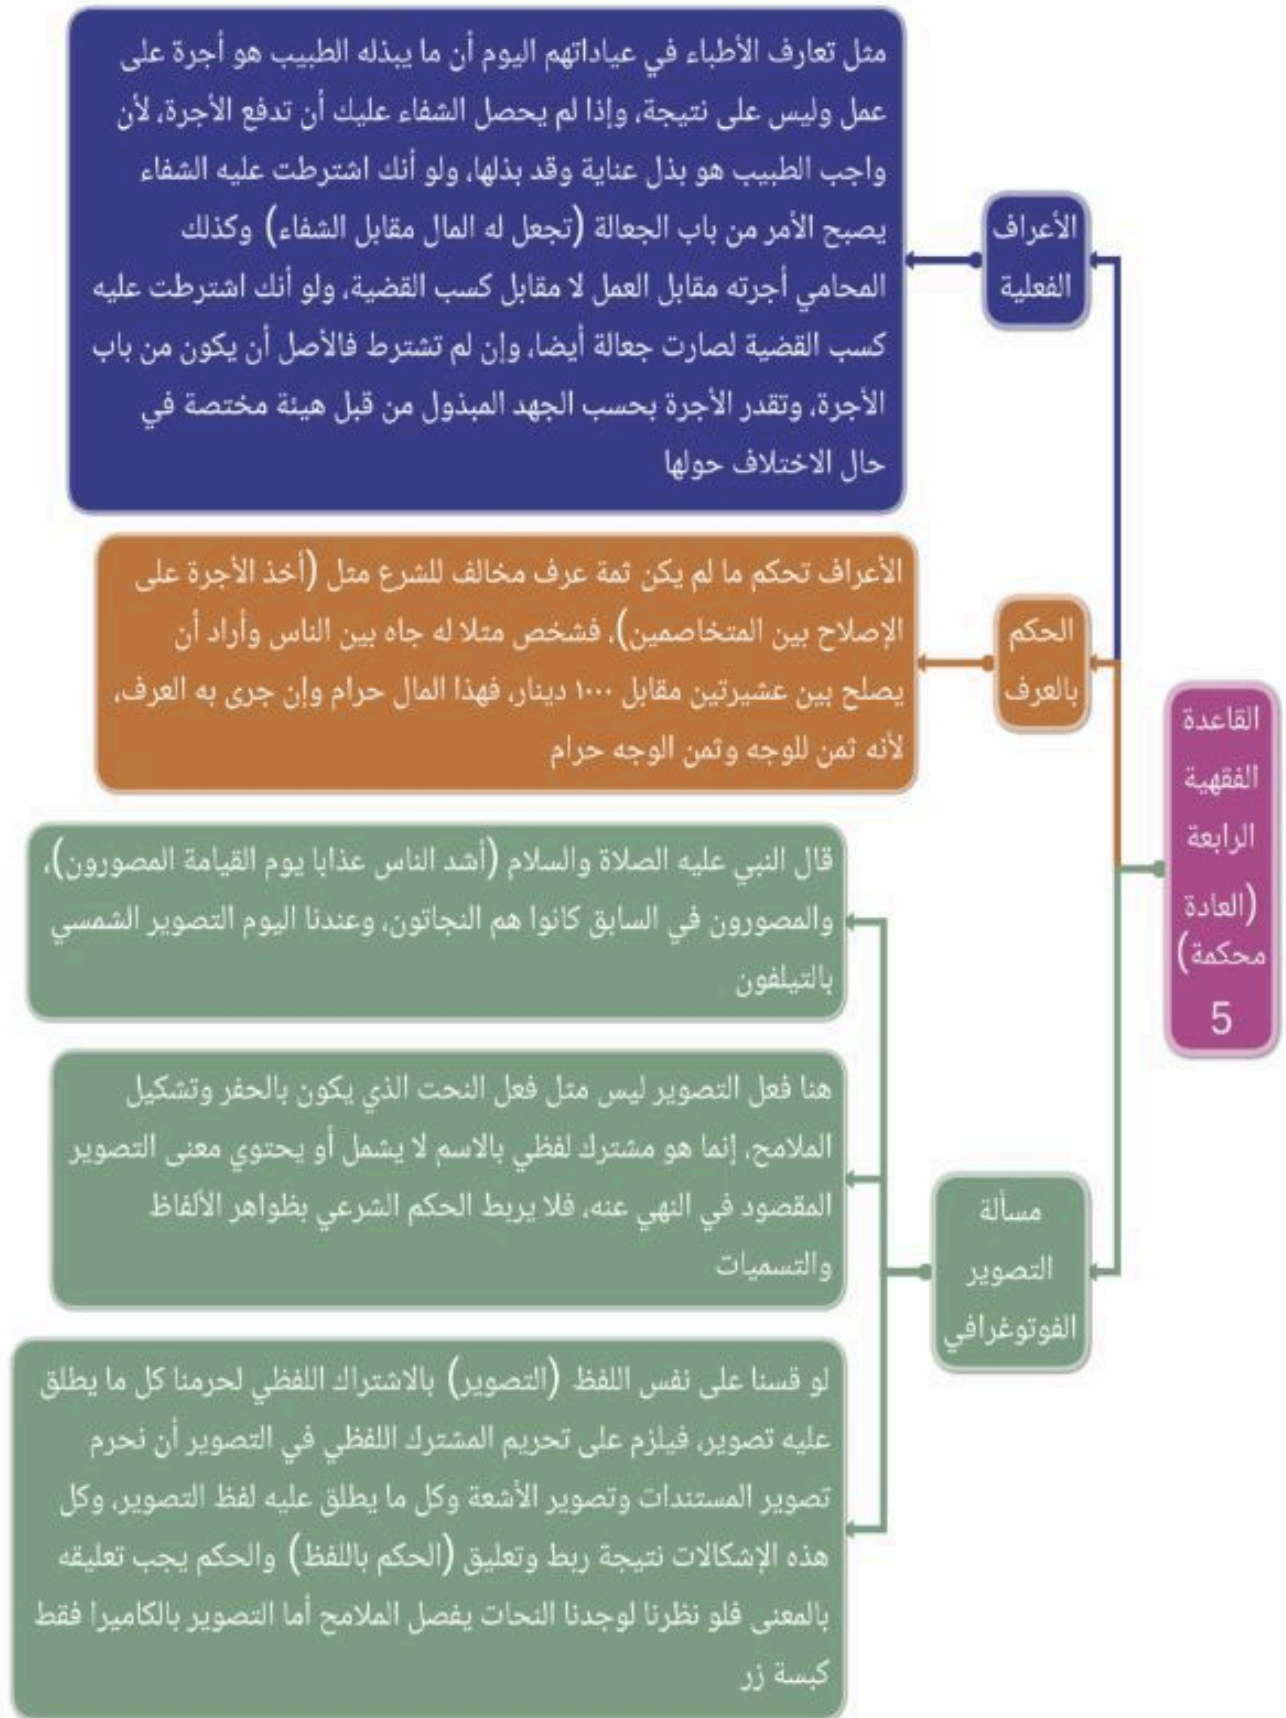 القاعدة
الفقهية
الرابعة
(العادة
محكمة)
5
الأعراف
الفعلية
مثل تعارف الأطباء في عياداتهم اليوم أن ما يبذله الطبيب هو أجرة على
عمل وليس على نتيجة، وإذا لم يحصل الشفاء عليك أن تدفع الأجرة، لأن
واجب الطبيب هو بذل عناية وقد بذلها، ولو أنك اشترطت عليه الشفاء
يصبح الأمر من باب الجعالة (تجعل له المال مقابل الشفاء) وكذلك
المحامي أجرته مقابل العمل لا مقابل كسب القضية، ولو أنك اشترطت عليه
كسب القضية لصارت جعالة أيضا، وإن لم تشترط فالأصل أن يكون من باب
الأجرة، وتقدر الأجرة بحسب الجهد المبذول من قبل هيئة مختصة في
حال الاختلاف حولها
الحكم
بالعرف
الأعراف تحكم ما لم يكن ثمة عرف مخالف للشرع مثل (أخذ الأجرة على
الإصلاح بين المتخاصمين)، فشخص مثلا له جاه بين الناس وأراد أن
يصلح بين عشيرتين مقابل ١٠٠٠ دينار، فهذا المال حرام وإن جرى به العرف،
لأنه ثمن للوجه وثمن الوجه حرام
مسألة
التصوير
الفوتوغرافي
قال النبي عليه الصلاة والسلام (أشد الناس عذابا يوم القيامة المصورون)،
والمصورون في السابق كانوا هم النجاتون، وعندنا اليوم التصوير الشمسي
بالتيلفون
هنا فعل التصوير ليس مثل فعل النحت الذي يكون بالحفر وتشكيل
الملامح، إنما هو مشترك لفظي بالاسم لا يشمل أو يحتوي معنى التصوير
المقصود في النهي عنه، فلا يربط الحكم الشرعي بظواهر الألفاظ
والتسميات
لو قسنا على نفس اللفظ (التصوير) بالاشتراك اللفظي لحرمنا كل ما يطلق
عليه تصوير، فيلزم على تحريم المشترك اللفظي في التصوير أن نحرم
تصوير المستندات وتصوير الأشعة وكل ما يطلق عليه لفظ التصوير، وكل
هذه الإشكالات نتيجة ربط وتعليق (الحكم باللفظ) والحكم يجب تعليقه
بالمعنى فلو نظرنا لوجدنا النحات يفصل الملامح أما التصوير بالكاميرا فقط
كبسة زر